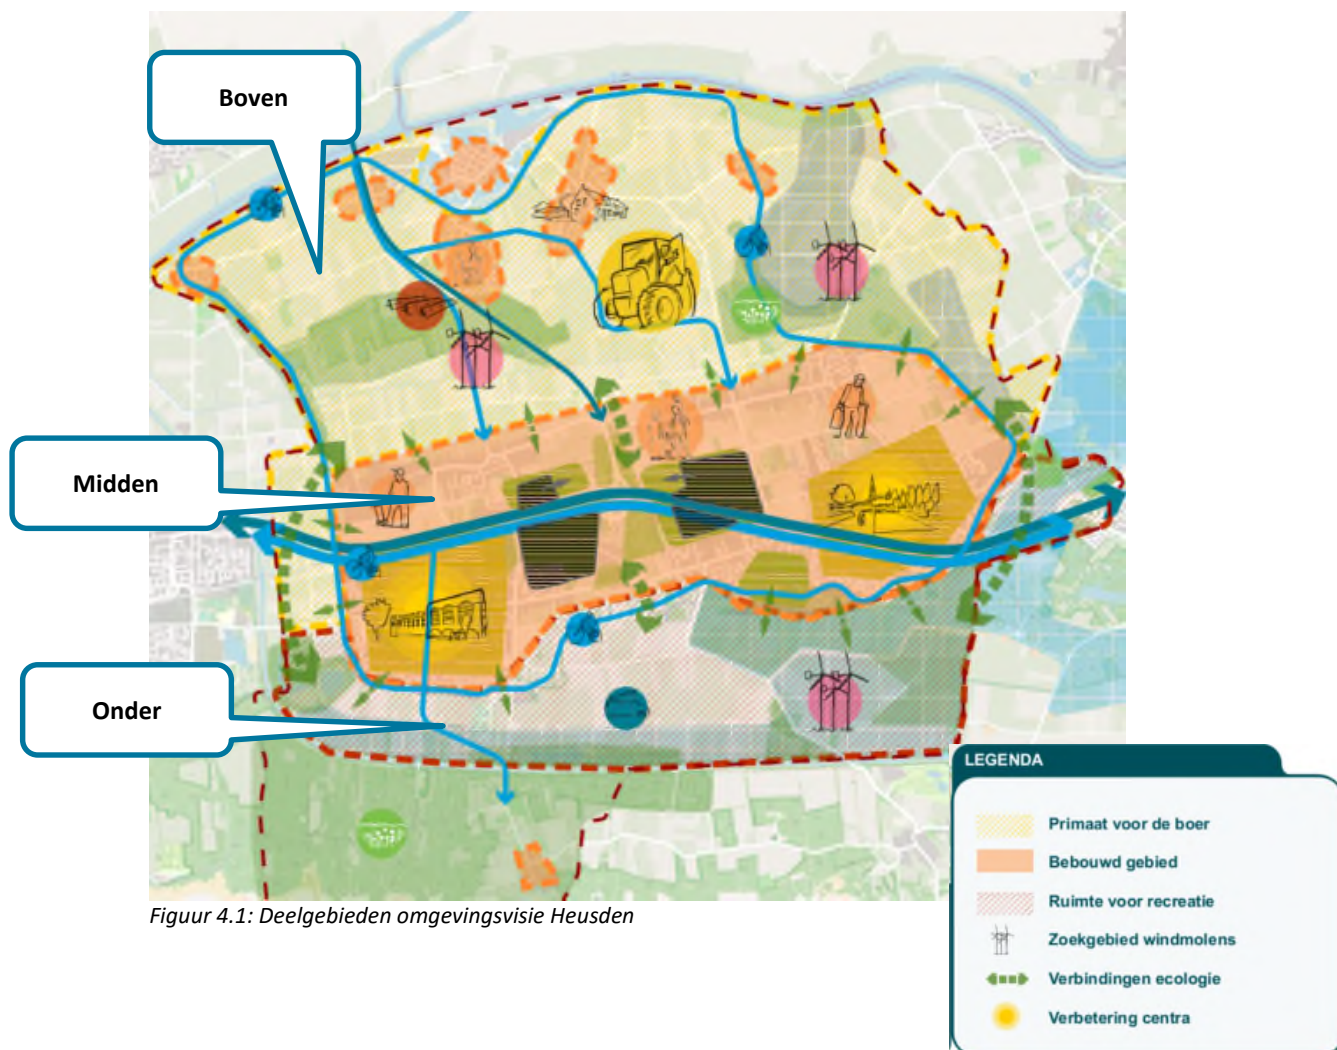 Boven
Midden
Onder
LEGENDA
Primaat voor de boer
Bebouwd gebied
Ruimte voor recreatie
Zoekgebied windmolens
Verbindingen ecologie
Verbetering centra
Figuur 4.1: Deelgebieden omgevingsvisie Heusden